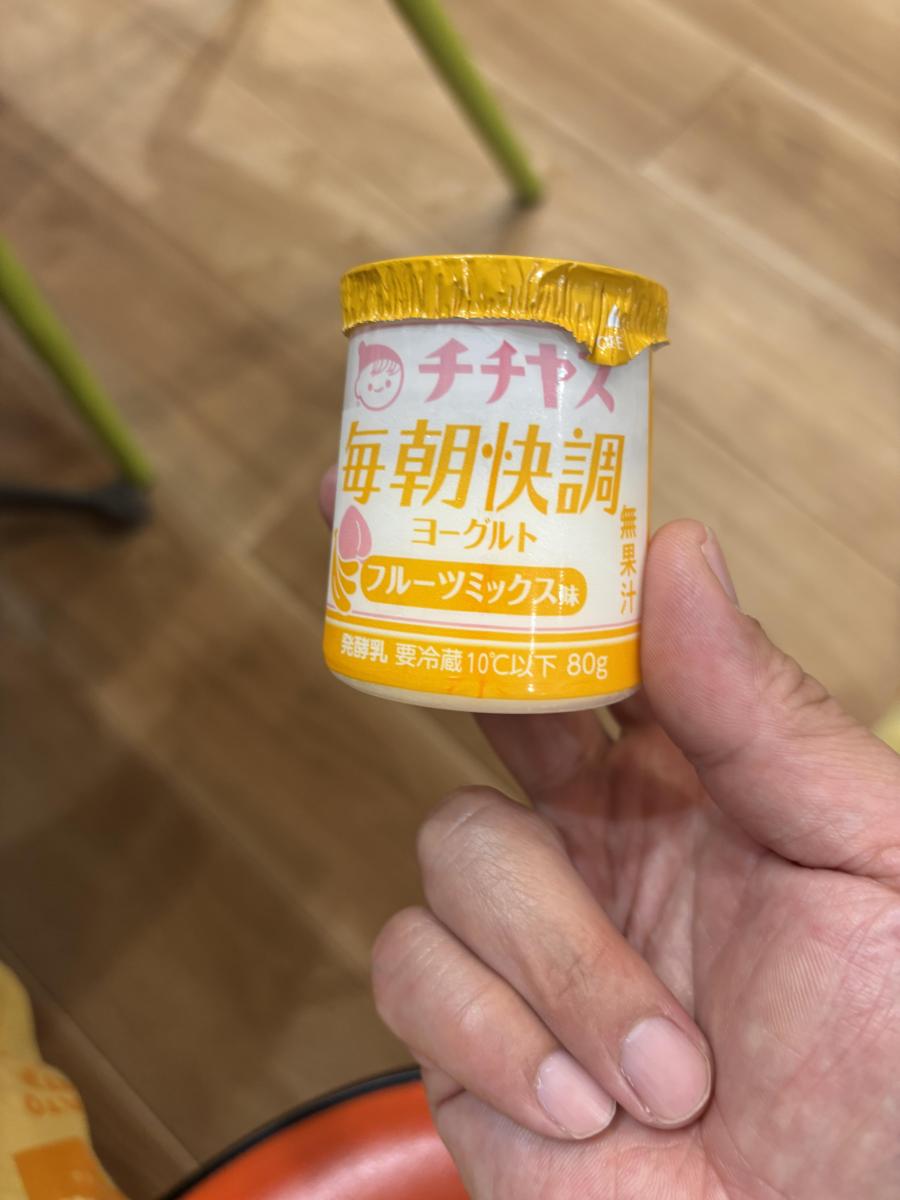 チチヤス
毎朝快調
ヨーグルト
無果汁
フルーツミックス味
発酵乳 要冷蔵10℃以下 80g